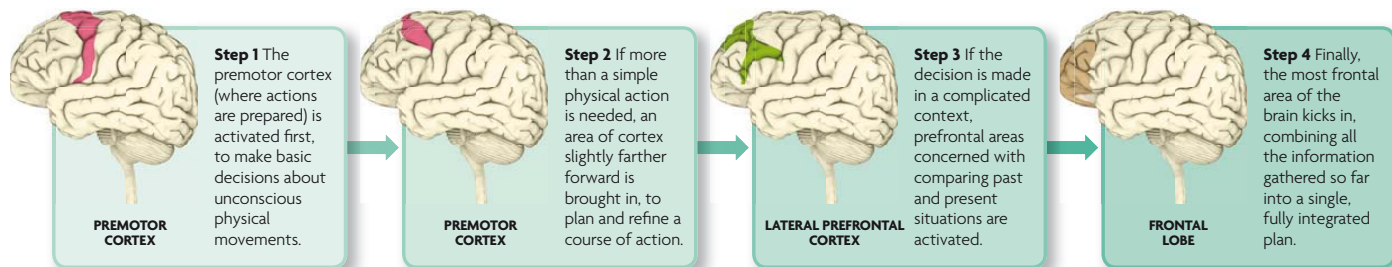 Step 1 The
premotor cortex
(where actions
are prepared) is
activated first,
to make basic
decisions about
unconscious
physical
movements.
PREMOTOR
CORTEX
Step 2 If more
than a simple
physical action
is needed, an
area of cortex
slightly farther
forward is
brought in, to
plan and refine a
course of action.
PREMOTOR
CORTEX
Step 3 If the
decision is made
in a complicated
context,
prefrontal areas
concerned with
comparing past
and present
situations are
activated.
LATERAL PREFRONTAL
CORTEX
Step 4 Finally,
the most frontal
area of the
brain kicks in,
combining all
the information
gathered so far
into a single,
fully integrated
plan.
FRONTAL
LOBE